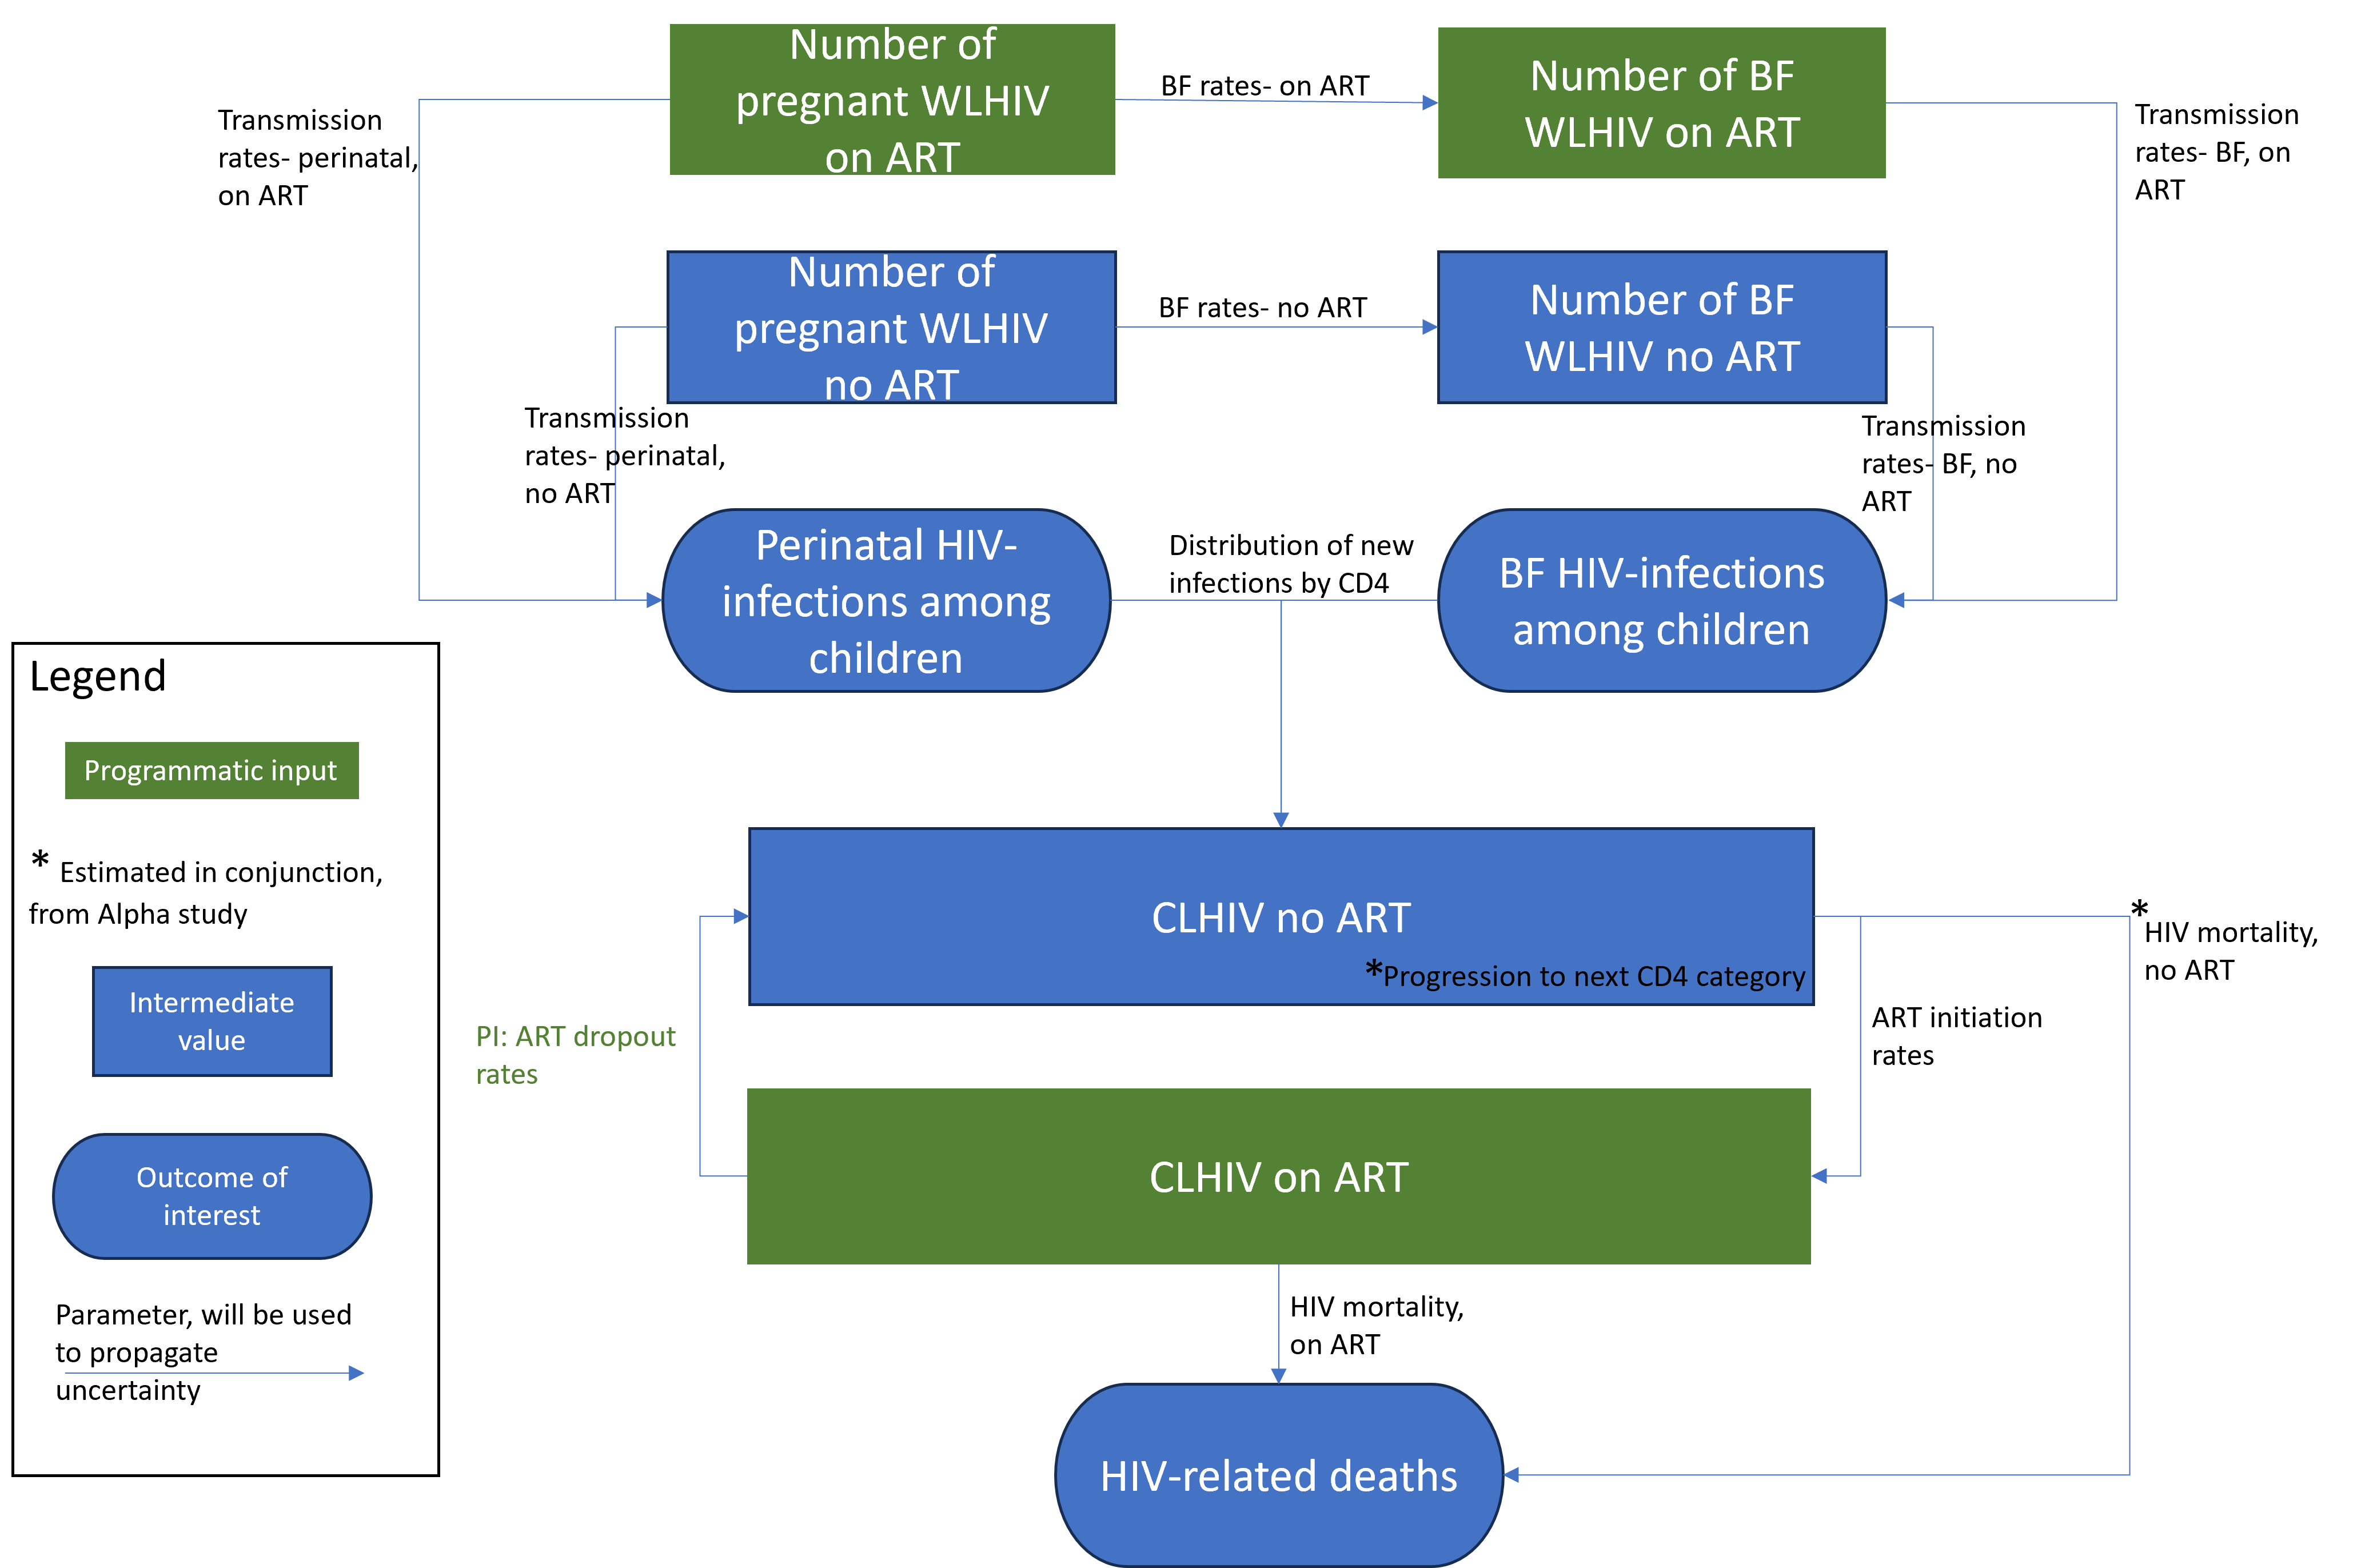 Number of
pregnant WLHIV
on ART
BF rates- on ART
Number of BF
WLHIV on ART
Transmission
rates- perinatal,
on ART
Transmission
rates- BF, on
ART
Number of
pregnant WLHIV
no ART
BF rates- no ART
Number of BF
WLHIV no ART
Transmission
rates- perinatal,
no ART
Transmission
rates- BF, no
ART
Perinatal HIV-
infections among
children
Distribution of new
infections by CD4
BF HIV-infections
among children
Legend
Programmatic input
* Estimated in conjunction,
from Alpha study
Intermediate
value
Outcome of
interest
Parameter, will be used
to propagate
uncertainty
CLHIV no ART
*Progression to next CD4 category
*HIV mortality,
no ART
PI: ART dropout
rates
ART initiation
rates
CLHIV on ART
HIV mortality,
on ART
HIV-related deaths